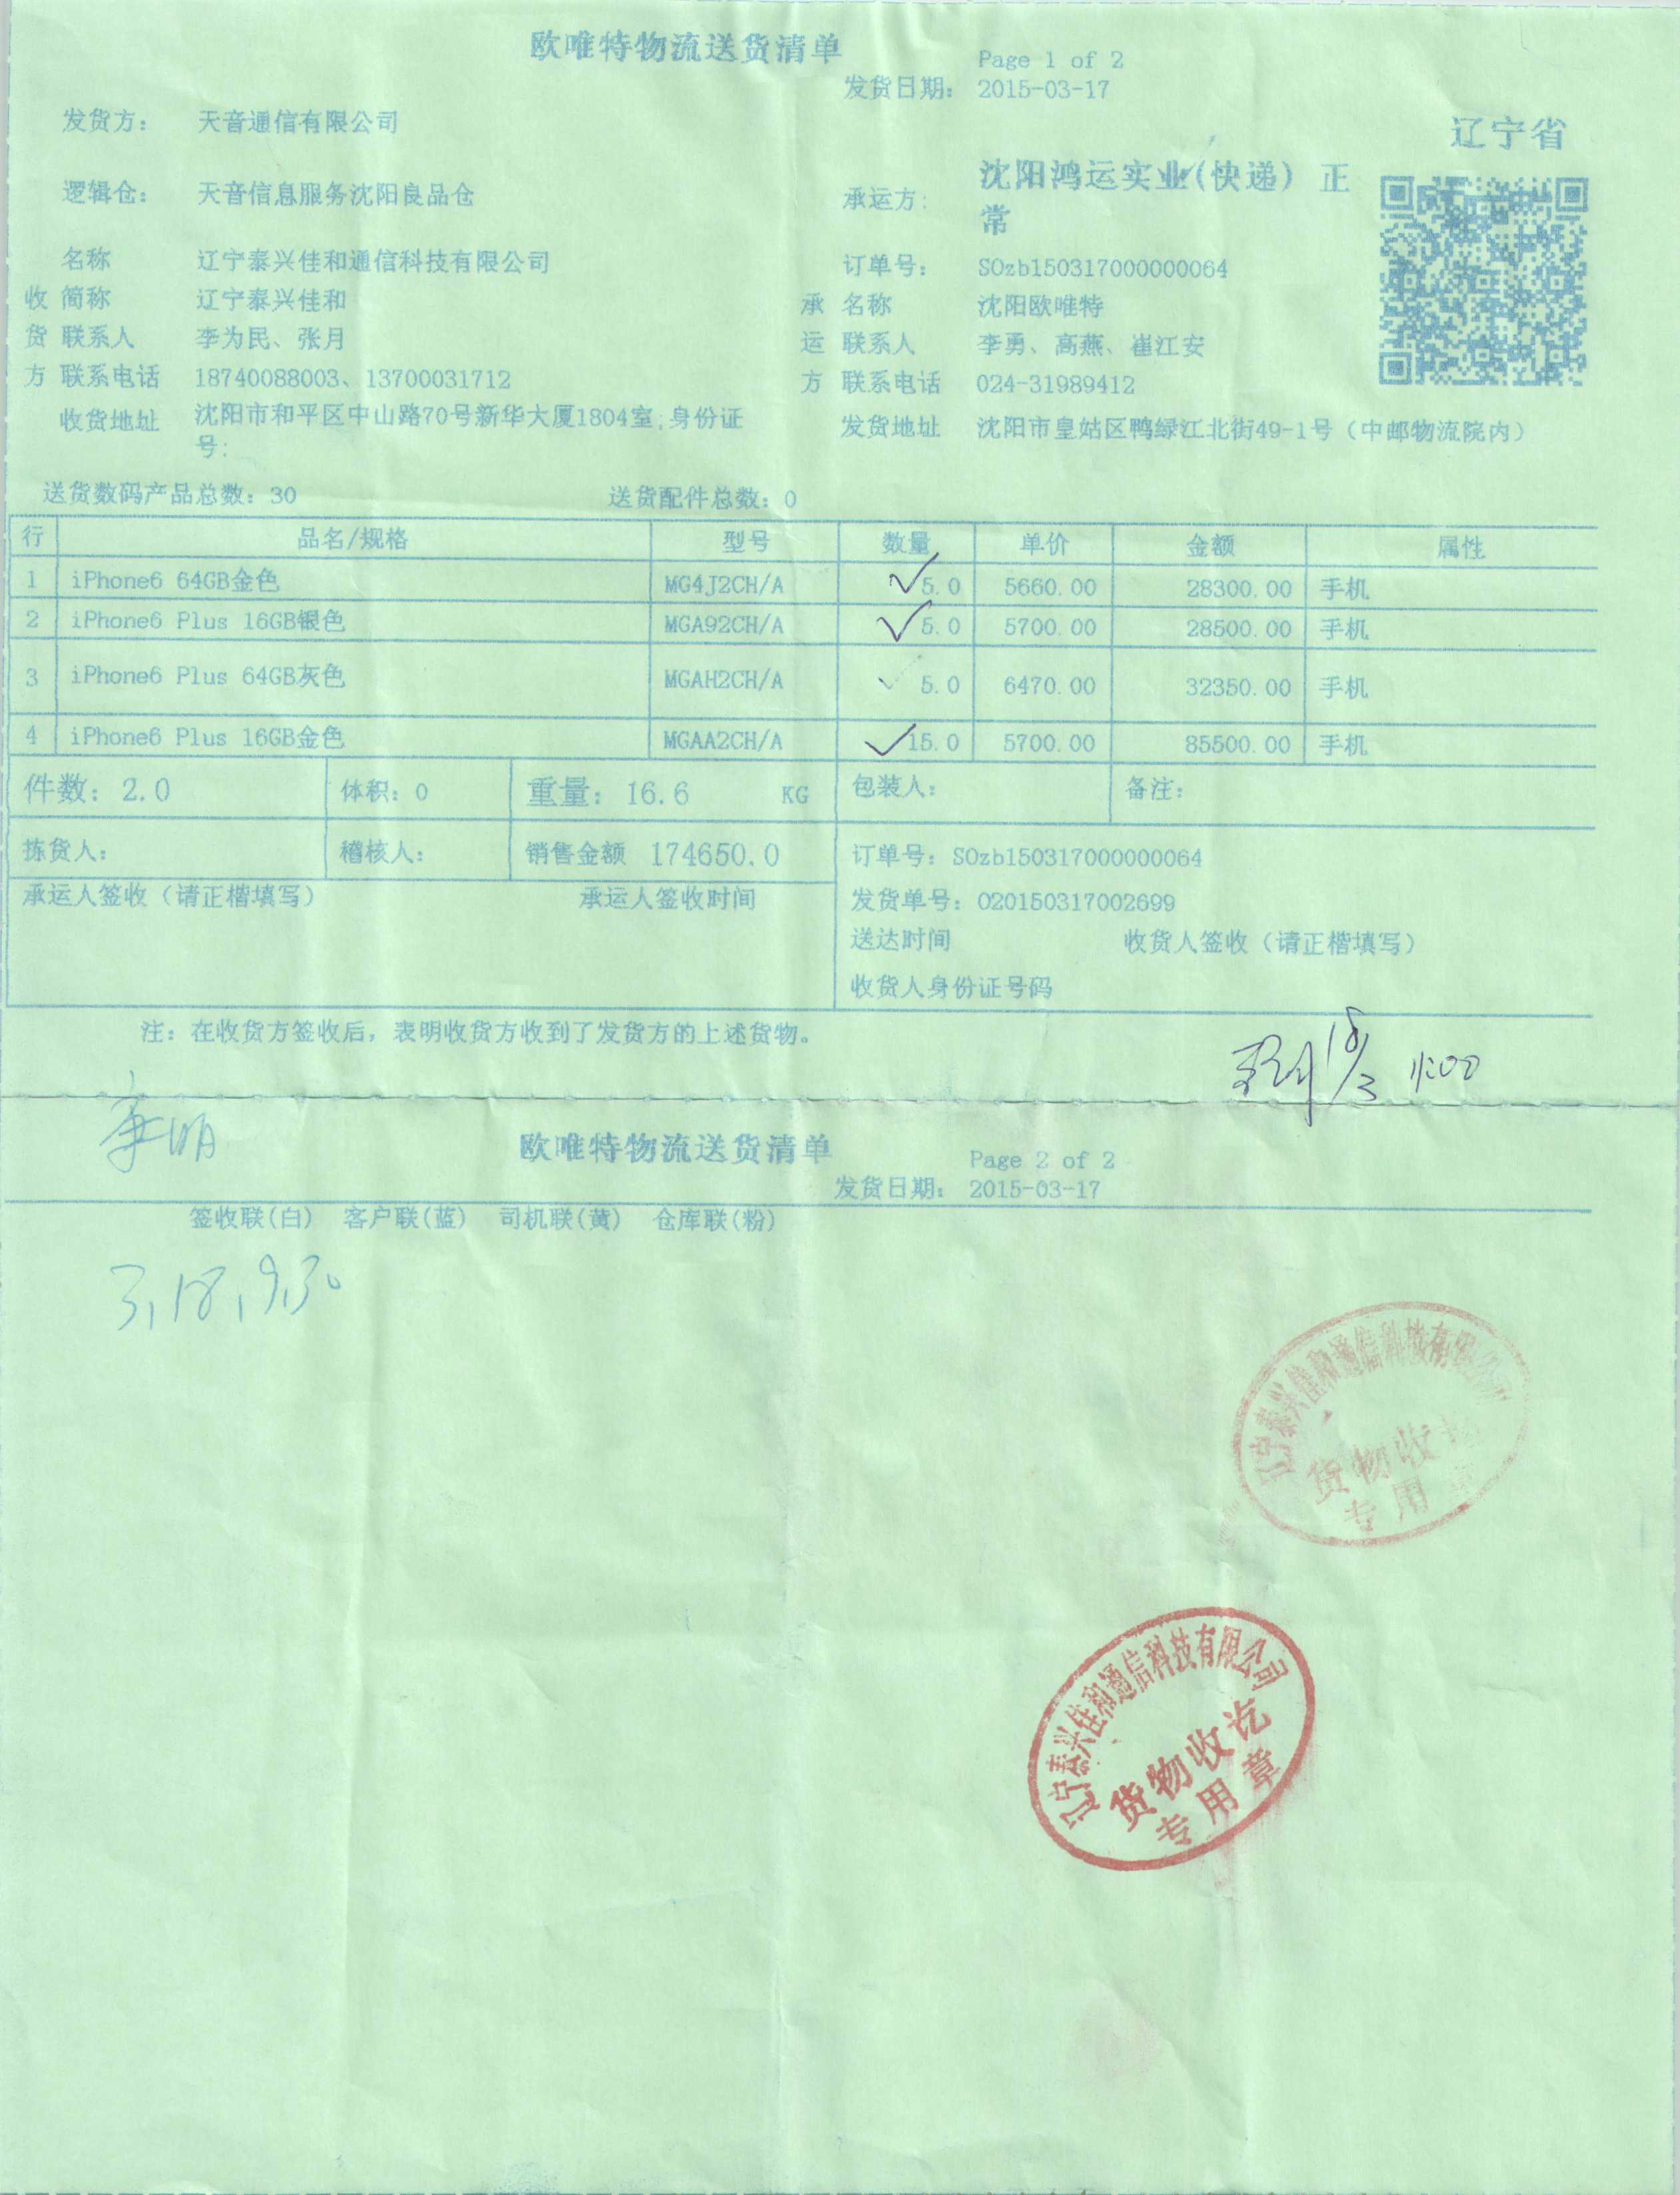 欧唯特物流送货清单
Page 1 of 2
发货日期： 2015-03-17
发货方： 天音通信有限公司
辽宁省
逻辑仓： 天音信息服务沈阳良品仓
承运方： 沈阳鸿运实业(快递) 正
常
名称 辽宁泰兴佳和通信科技有限公司
订单号： SOzb150317000000064
收 简称 辽宁泰兴佳和
承 名称 沈阳欧唯特
货 联系人 李为民、张月
运 联系人 李勇、高燕、崔江安
方 联系电话 18740088003、13700031712
方 联系电话 024-31989412
收货地址 沈阳市和平区中山路70号新华大厦1804室;身份证
号:
发货地址 沈阳市皇姑区鸭绿江北街49-1号（中邮物流院内）
送货数码产品总数：30 送货配件总数：0
行 品名/规格 型号 数量 单价 金额 属性
1 iPhone6 64GB金色 MG4J2CH/A 5.0 5660.00 28300.00 手机
2 iPhone6 Plus 16GB银色 MGA92CH/A 5.0 5700.00 28500.00 手机
3 iPhone6 Plus 64GB灰色 MGAH2CH/A 5.0 6470.00 32350.00 手机
4 iPhone6 Plus 16GB金色 MGAA2CH/A 15.0 5700.00 85500.00 手机
件数：2.0 体积：0 重量：16.6 KG 包装人： 备注：
拣货人： 稽核人： 销售金额 174650.0 订单号：SOzb150317000000064
承运人签收（请正楷填写） 承运人签收时间
发货单号：020150317002699
送达时间 收货人签收（请正楷填写）
收货人身份证号码
注：在收货方签收后，表明收货方收到了发货方的上述货物。
18/3 11:00
欧唯特物流送货清单
Page 2 of 2
发货日期： 2015-03-17
签收联(白) 客户联(蓝) 司机联(黄) 仓库联(粉)
3,18,9,30
辽宁泰兴佳和通信科技有限公司
货物收讫
专用章
辽宁泰兴佳和通信科技有限公司
货物收讫
专用章